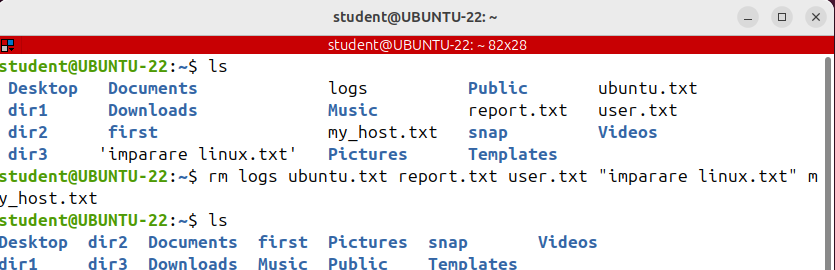 student@UBUNTU-22: ~
student@UBUNTU-22: ~ 82x28
student@UBUNTU-22:~$ ls
Desktop Documents logs Public ubuntu.txt
dir1 Downloads Music report.txt user.txt
dir2 first my_host.txt snap Videos
dir3 'imparare linux.txt' Pictures Templates
student@UBUNTU-22:~$ rm logs ubuntu.txt report.txt user.txt "imparare linux.txt" m
y_host.txt
student@UBUNTU-22:~$ ls
Desktop dir2 Documents first Pictures snap Videos
dir1 dir3 Downloads Music Public Templates